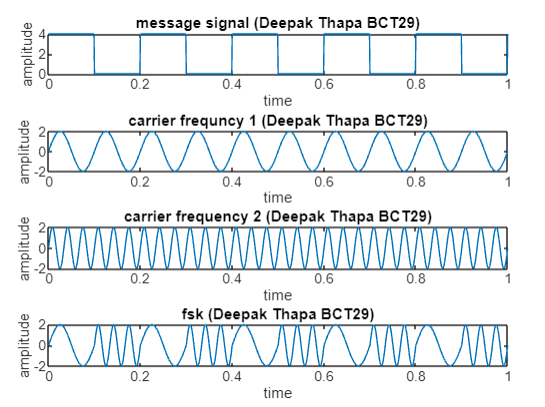 message signal (Deepak Thapa BCT29)
amplitude
4
2
0
0 0.2 0.4 0.6 0.8 1
time
carrier frequncy 1 (Deepak Thapa BCT29)
amplitude
2
0
-2
0 0.2 0.4 0.6 0.8 1
time
carrier frequency 2 (Deepak Thapa BCT29)
amplitude
2
0
-2
0 0.2 0.4 0.6 0.8 1
time
fsk (Deepak Thapa BCT29)
amplitude
2
0
-2
0 0.2 0.4 0.6 0.8 1
time